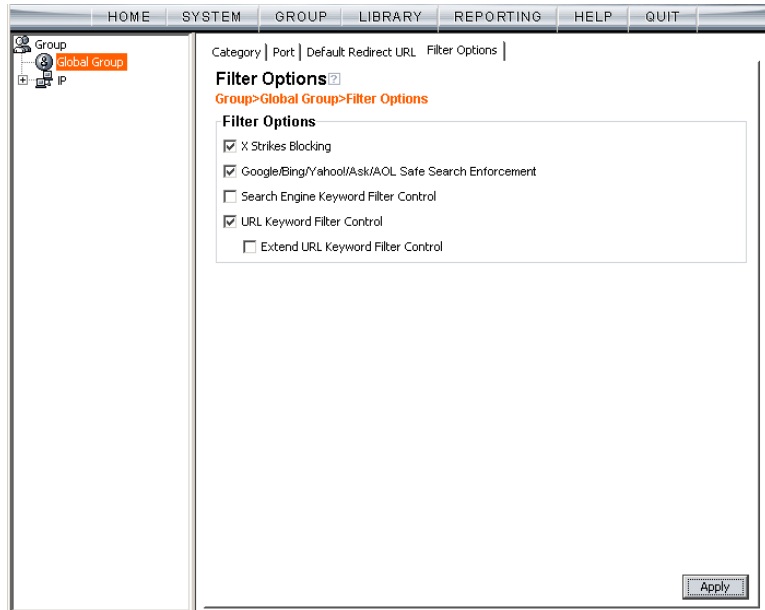 HOME SYSTEM GROUP LIBRARY REPORTING HELP QUIT
Group
Global Group
IP
Category Port Default Redirect URL Filter Options
Filter Options?
Group>Global Group>Filter Options
Filter Options
X Strikes Blocking
Google/Bing/Yahoo!/Ask/AOL Safe Search Enforcement
Search Engine Keyword Filter Control
URL Keyword Filter Control
Extend URL Keyword Filter Control
Apply